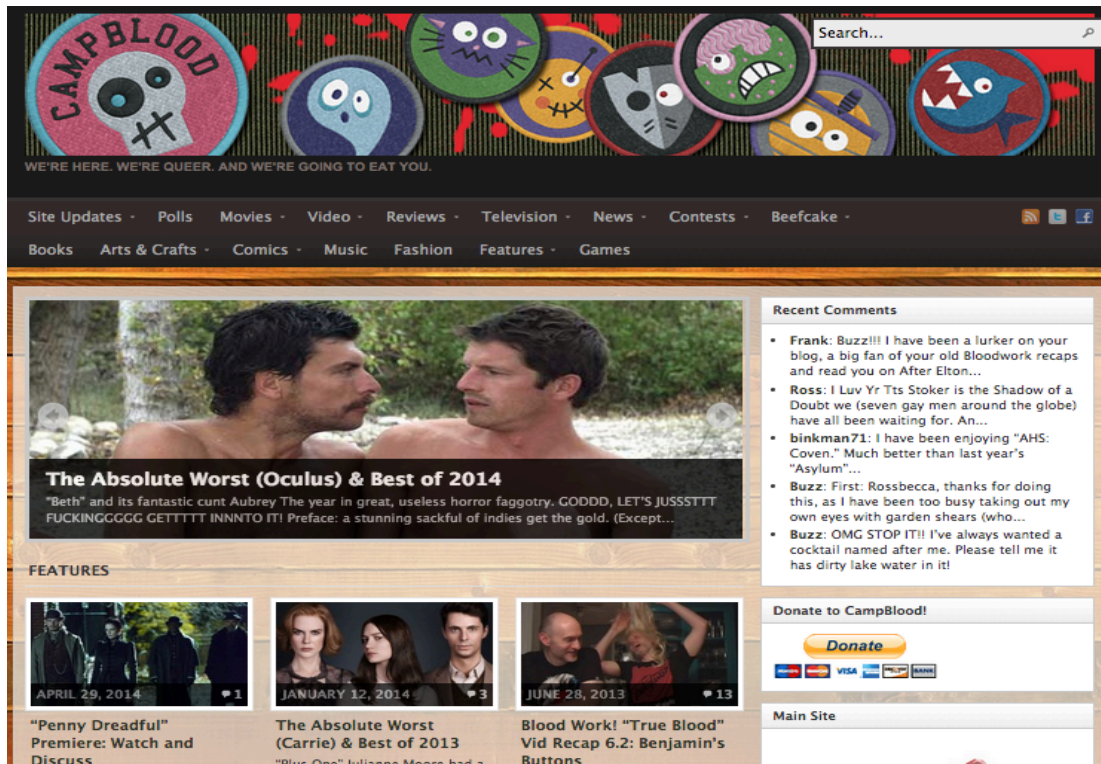 CAMPBLOOD
Search...
WE'RE HERE. WE'RE QUEER. AND WE'RE GOING TO EAT YOU.
Site Updates Polls Movies Video Reviews Television News Contests Beefcake
Books Arts & Crafts Comics Music Fashion Features Games
The Absolute Worst (Oculus) & Best of 2014
"Beth" and its fantastic cunt Aubrey The year in great, useless horror faggotry. GODDD, LET'S JUSSSTTT
FUCKINGGGGG GETTTTT INNNTO IT! Preface: a stunning sackful of indies get the gold. (Except...
FEATURES
APRIL 29, 2014 1
"Penny Dreadful"
Premiere: Watch and
Discuss
JANUARY 12, 2014 3
The Absolute Worst
(Carrie) & Best of 2013
"Plus One" Julianne Moore had a
JUNE 28, 2013 13
Blood Work! "True Blood"
Vid Recap 6.2: Benjamin's
Buttons
Recent Comments
• Frank: Buzz!!! I have been a lurker on your
blog, a big fan of your old Bloodwork recaps
and read you on After Elton...
• Ross: I Luv Yr Tts Stoker is the Shadow of a
Doubt we (seven gay men around the globe)
have all been waiting for. An...
• binkman71: I have been enjoying "AHS:
Coven." Much better than last year's
"Asylum"...
• Buzz: First: Rossbecca, thanks for doing
this, as I have been too busy taking out my
own eyes with garden shears (who...
• Buzz: OMG STOP IT!! I've always wanted a
cocktail named after me. Please tell me it
has dirty lake water in it!
Donate to CampBlood!
Donate
VISA BANK
Main Site